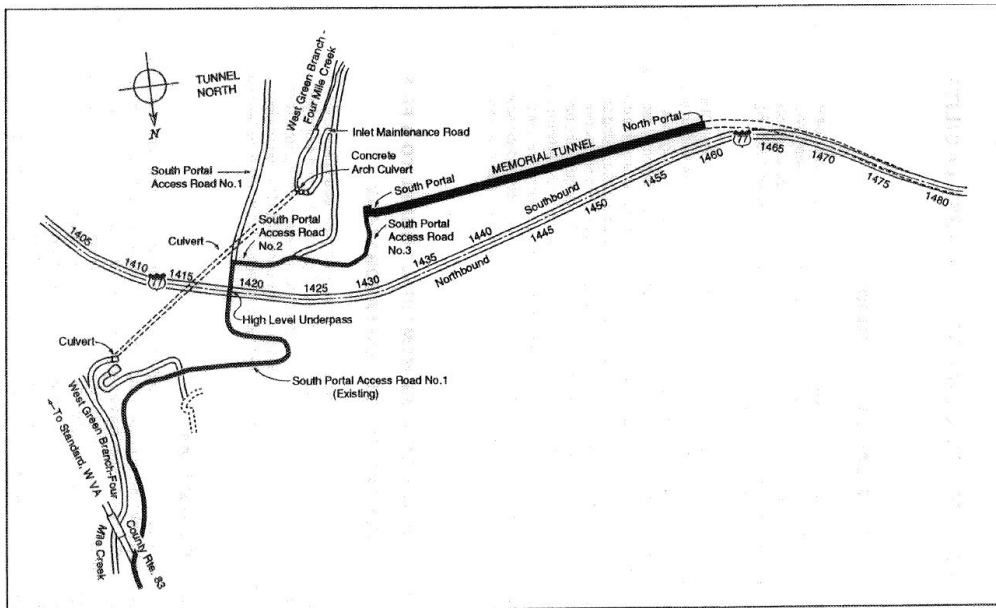 TUNNEL
NORTH
N
West Green Branch -
Four Mile Creek
Inlet Maintenance Road
Concrete
Arch Culvert
South Portal
Access Road No.1
North Portal
MEMORIAL TUNNEL
South Portal
77
1465
1470
1475
1480
1460
1455
1450
Southbound
1445
1440
Northbound
1435
1430
1425
1420
1415
1410
1405
77
South Portal
Access Road
No.2
South Portal
Access Road
No.3
Culvert
High Level Underpass
Culvert
South Portal Access Road No.1
(Existing)
West Green Branch-Four
Mile Creek
To Standard, W VA
County Rte. 83